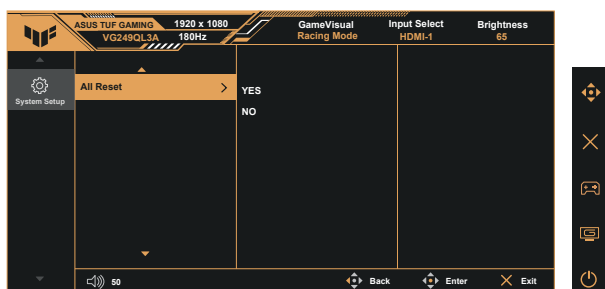 ASUS TUF GAMING 1920 x 1080 GameVisual Input Select Brightness
VG249QL3A 180Hz Racing Mode HDMI-1 65
System Setup
All Reset
YES
NO
50 Back Enter Exit